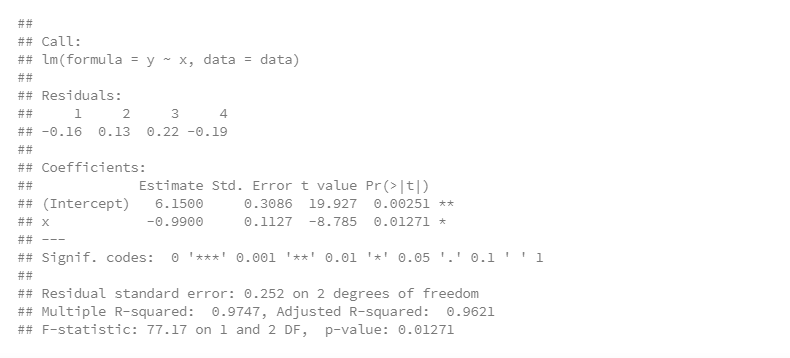 ##
## Call:
## lm(formula = y ~ x, data = data)
##
## Residuals:
##     1     2     3     4
## -0.16  0.13  0.22 -0.19
##
## Coefficients:
##             Estimate Std. Error t value Pr(>|t|)
## (Intercept)   6.1500     0.3086  19.927  0.00251 **
## x            -0.9900     0.1127  -8.785  0.01271 *
## ---
## Signif. codes:  0 '***' 0.001 '**' 0.01 '*' 0.05 '.' 0.1 ' ' 1
##
## Residual standard error: 0.252 on 2 degrees of freedom
## Multiple R-squared:  0.9747, Adjusted R-squared:  0.9621
## F-statistic: 77.17 on 1 and 2 DF,  p-value: 0.01271